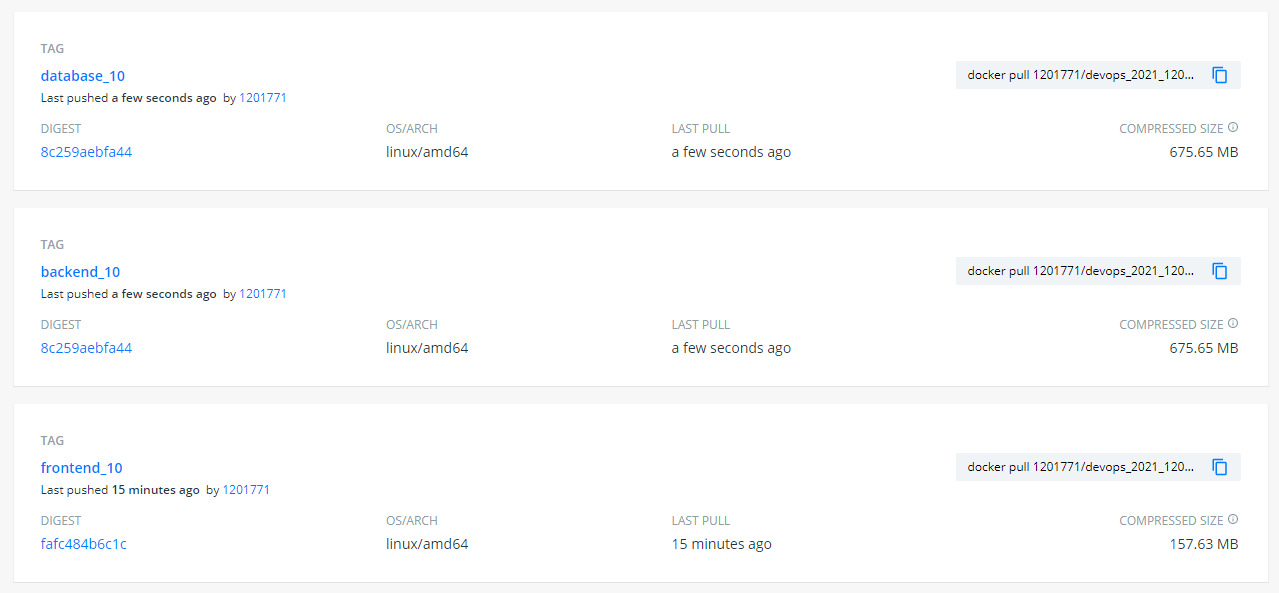 TAG
database_10
docker pull 1201771/devops_2021_120...
Last pushed a few seconds ago by 1201771
DIGEST OS/ARCH LAST PULL COMPRESSED SIZE
8c259aebfa44 linux/amd64 a few seconds ago 675.65 MB
TAG
backend_10
docker pull 1201771/devops_2021_120...
Last pushed a few seconds ago by 1201771
DIGEST OS/ARCH LAST PULL COMPRESSED SIZE
8c259aebfa44 linux/amd64 a few seconds ago 675.65 MB
TAG
frontend_10
docker pull 1201771/devops_2021_120...
Last pushed 15 minutes ago by 1201771
DIGEST OS/ARCH LAST PULL COMPRESSED SIZE
fafc484b6c1c linux/amd64 15 minutes ago 157.63 MB